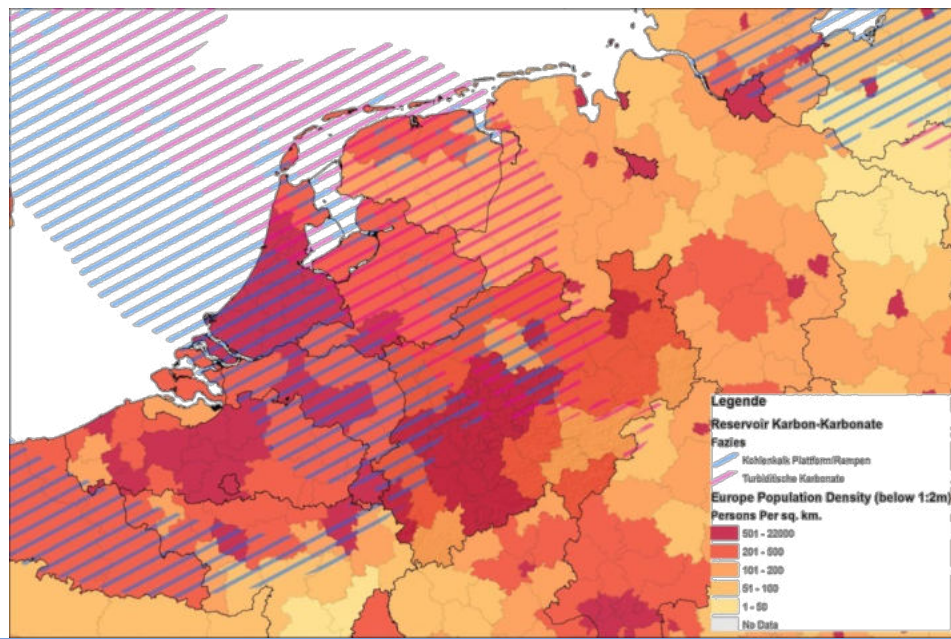 Legende
Reservoir Karbon-Karbonate
Fazies
Kohlenkalk Plattform/Rampen
Turbiditische Karbonate
Europe Population Density (below 1:2m)
Persons Per sq. km.
501 - 22000
201 - 500
101 - 200
51 - 100
1 - 50
No Data